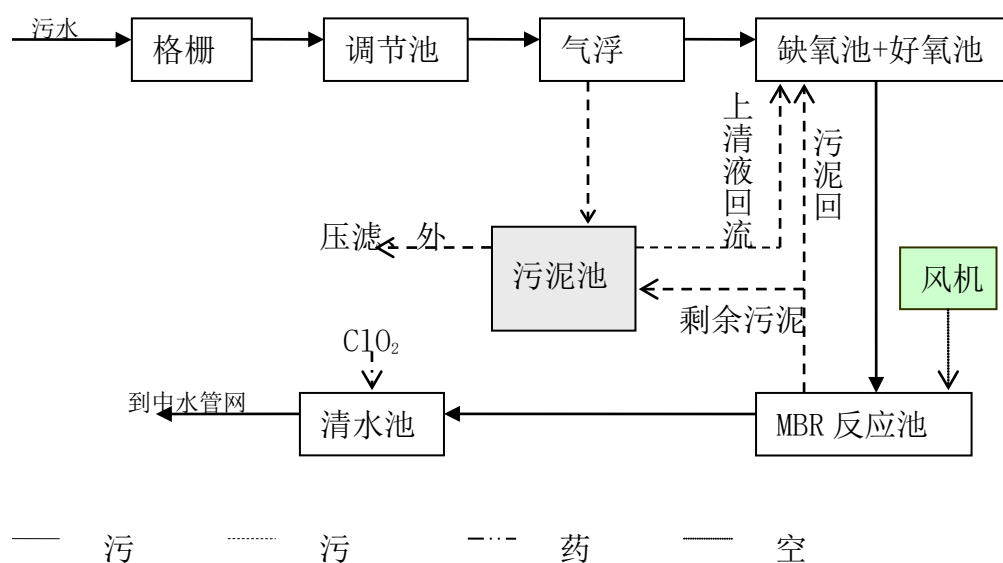 污水
格栅
调节池
气浮
缺氧池+好氧池
上清液回流
污泥回
压滤 外
污泥池
风机
剩余污泥
ClO₂
到中水管网
清水池
MBR 反应池
污
污
药
空